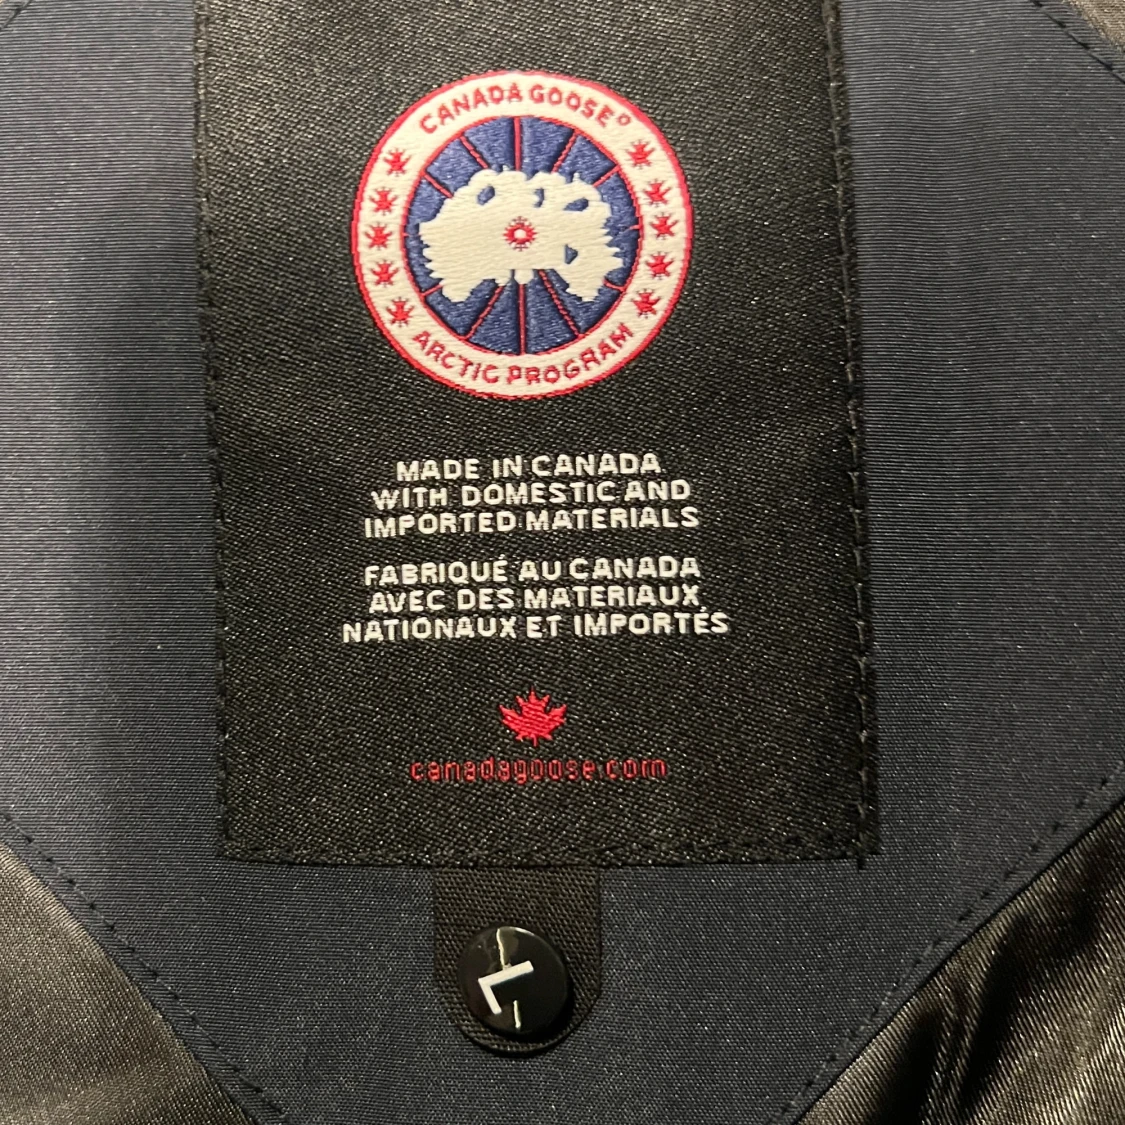 CANADA GOOSE®
ARCTIC PROGRAM
MADE IN CANADA
WITH DOMESTIC AND
IMPORTED MATERIALS
FABRIQUÉ AU CANADA
AVEC DES MATERIAUX
NATIONAUX ET IMPORTÉS
canadagoose.com
L